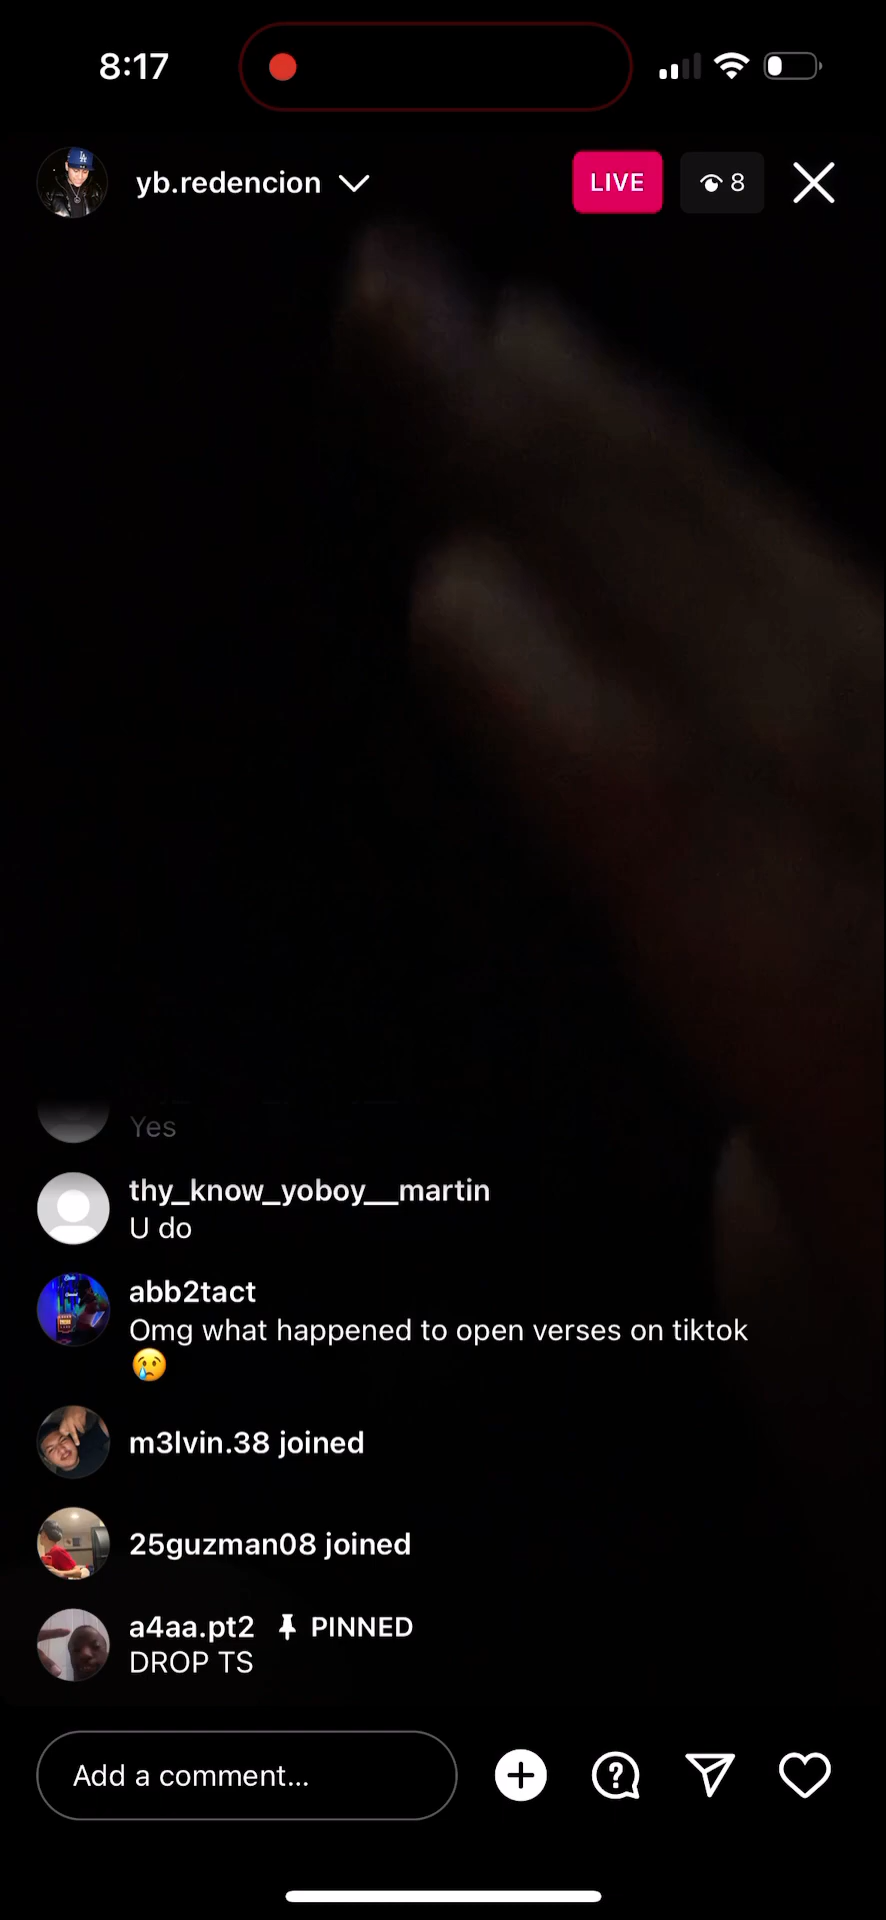 8:17
yb.redencion
LIVE
8
Yes
thy_know_yoboy__martin
U do
abb2tact
Omg what happened to open verses on tiktok
😢
m3lvin.38 joined
25guzman08 joined
a4aa.pt2 PINNED
DROP TS
Add a comment...